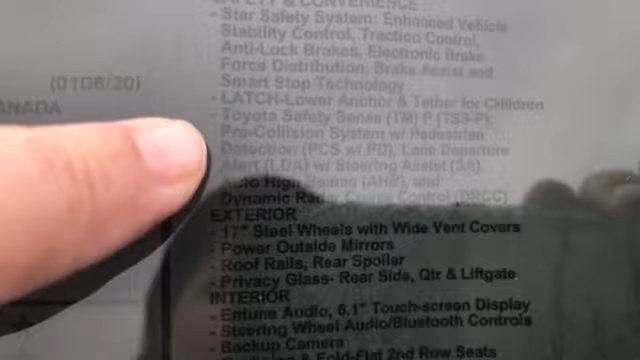 SAFETY & CONVENIENCE
- Star Safety System: Enhanced Vehicle
Stability Control, Traction Control,
Anti-Lock Brakes, Electronic Brake
Force Distribution, Brake Assist and
Smart Stop Technology
(01D6/20)
ANADA
- LATCH-Lower Anchor & Tether for CHildren
- Toyota Safety Sense (TM) P (TSS-P):
Pre-Collision System w/ Pedestrian
Detection (PCS w/ PD), Lane Departure
Alert (LDA) w/ Steering Assist (SA),
Auto High Beams (AHB), and
Dynamic Control (DRCC)
EXTERIOR
- 17" Steel Wheels with Wide Vent Covers
- Power Outside Mirrors
- Roof Rails, Rear Spoiler
- Privacy Glass- Rear Side, Qtr & Liftgate
INTERIOR
- Entune Audio, 6.1" Touch-screen Display
- Steering Wheel Audio/Bluetooth Controls
- Backup Camera
& Fold-Flat 2nd Row Seats